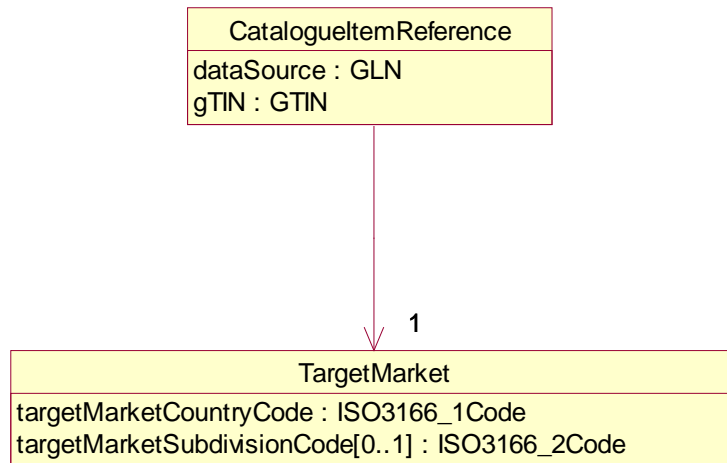 CatalogueItemReference
dataSource : GLN
gTIN : GTIN
1
TargetMarket
targetMarketCountryCode : ISO3166_1Code
targetMarketSubdivisionCode[0..1] : ISO3166_2Code